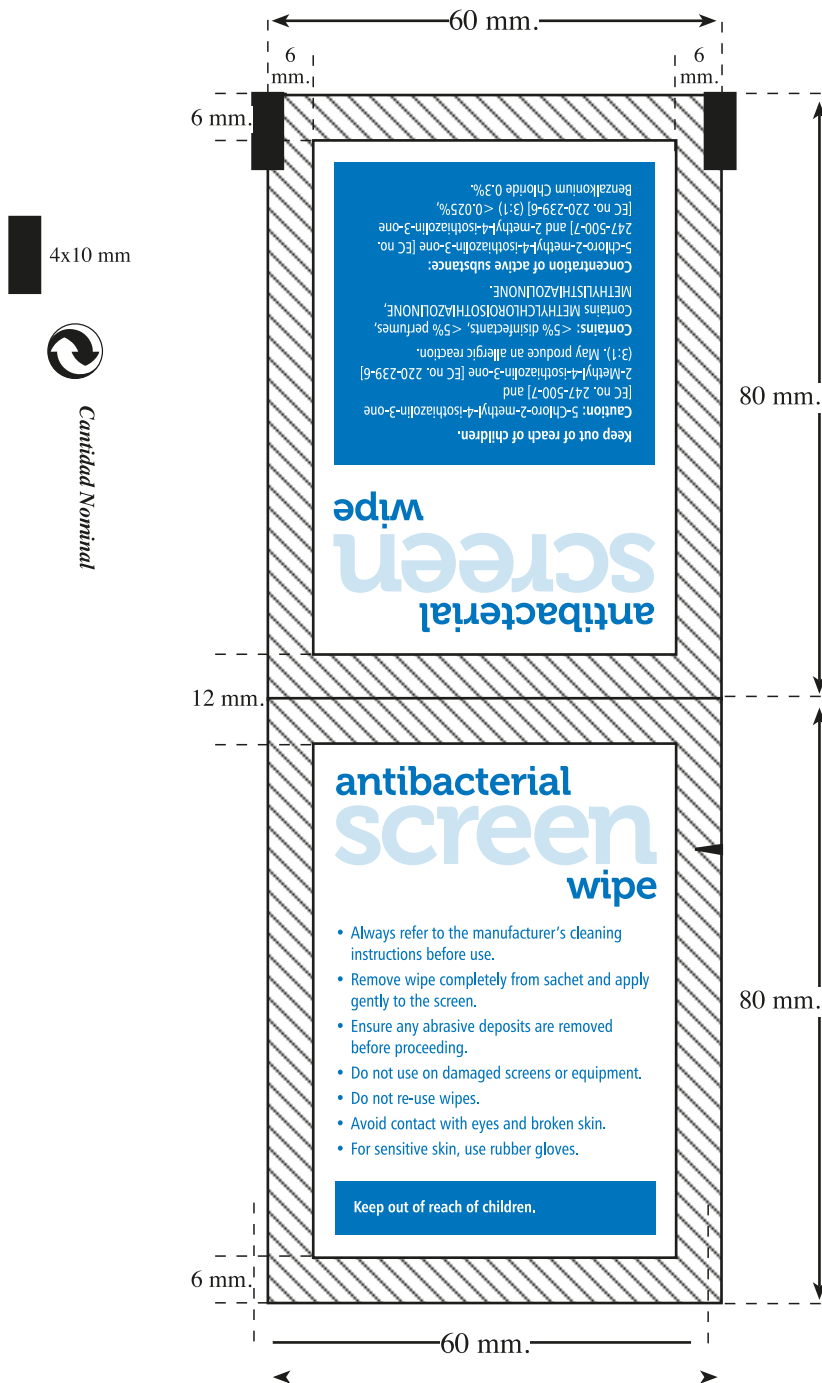 60 mm.
6
mm.
6
mm.
6 mm.
4x10 mm
Cantidad Nominal
80 mm.
antibacterial
screen
wipe
Keep out of reach of children.
Caution: 5-Chloro-2-methyl-4-isothiazolin-3-one
[EC no. 247-500-7] and
2-Methyl-4-isothiazolin-3-one [EC no. 220-239-6]
(3:1). May produce an allergic reaction.
Contains: <5% disinfectants, <5% perfumes,
Contains METHYLCHLOROISOTHIAZOLINONE,
METHYLISTHIAZOLINONE.
Concentration of active substance:
5-chloro-2-methyl-4-isothiazolin-3-one [EC no.
247-500-7] and 2-methyl-4-isothiazolin-3-one
[EC no. 220-239-6] (3:1) <0.025%,
Benzalkonium Chloride 0.3%.
12 mm.
antibacterial
screen
wipe
• Always refer to the manufacturer's cleaning
instructions before use.
• Remove wipe completely from sachet and apply
gently to the screen.
• Ensure any abrasive deposits are removed
before proceeding.
• Do not use on damaged screens or equipment.
• Do not re-use wipes.
• Avoid contact with eyes and broken skin.
• For sensitive skin, use rubber gloves.
Keep out of reach of children.
80 mm.
6 mm.
60 mm.